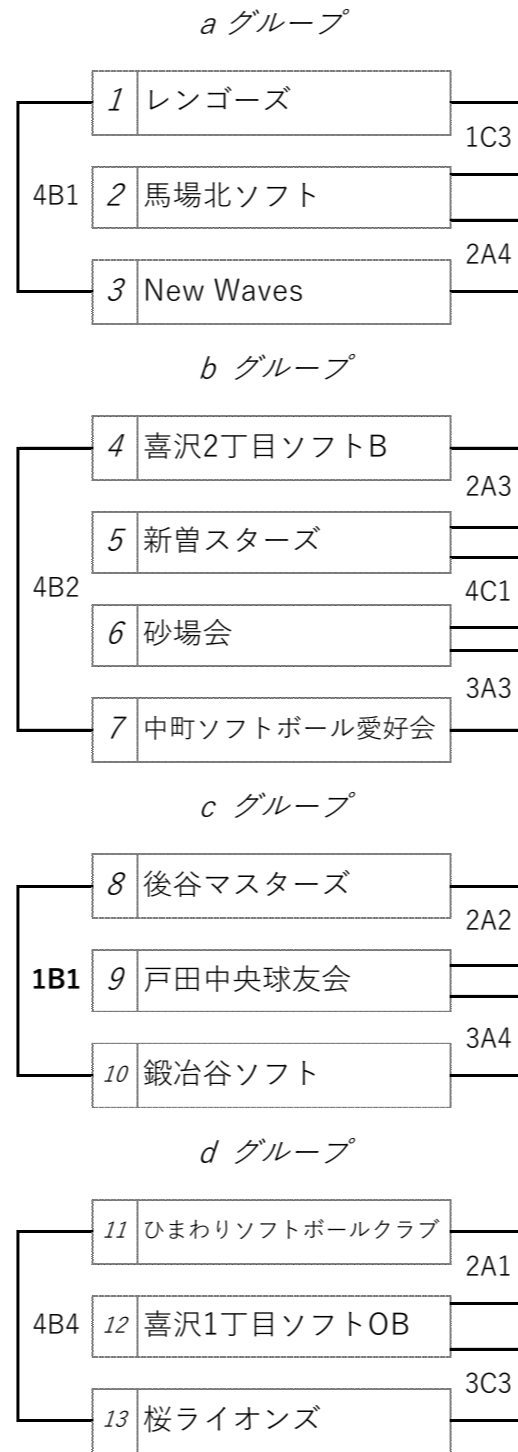 a グループ
1 レンゴーズ
1C3
4B1 2 馬場北ソフト
2A4
3 New Waves
b グループ
4 喜沢2丁目ソフトB
2A3
5 新曽スターズ
4B2 4C1
6 砂場会
3A3
7 中町ソフトボール愛好会
c グループ
8 後谷マスターズ
2A2
1B1 9 戸田中央球友会
3A4
10 鍛冶谷ソフト
d グループ
11 ひまわりソフトボールクラブ
2A1
4B4 12 喜沢1丁目ソフトOB
3C3
13 桜ライオンズ